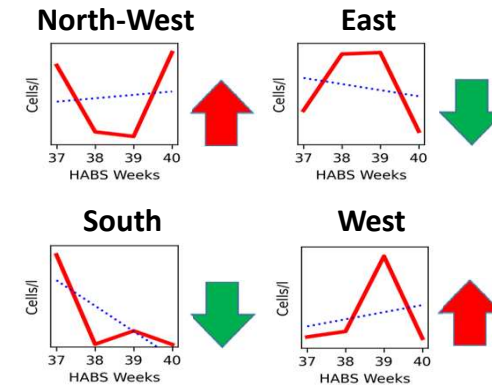 North-West
Cells/l
37 38 39 40
HABS Weeks
East
Cells/l
37 38 39 40
HABS Weeks
South
Cells/l
37 38 39 40
HABS Weeks
West
Cells/l
37 38 39 40
HABS Weeks